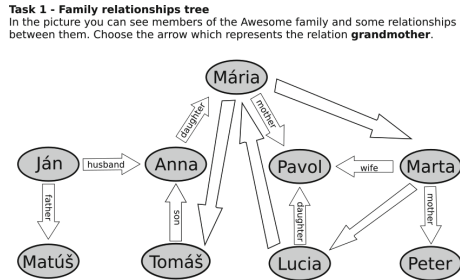 Task 1 - Family relationships tree
In the picture you can see members of the Awesome family and some relationships
between them. Choose the arrow which represents the relation grandmother.
Mária
daughter
mother
Ján
husband
Anna
Pavol
wife
Marta
father
son
daughter
mother
Matúš
Tomáš
Lucia
Peter